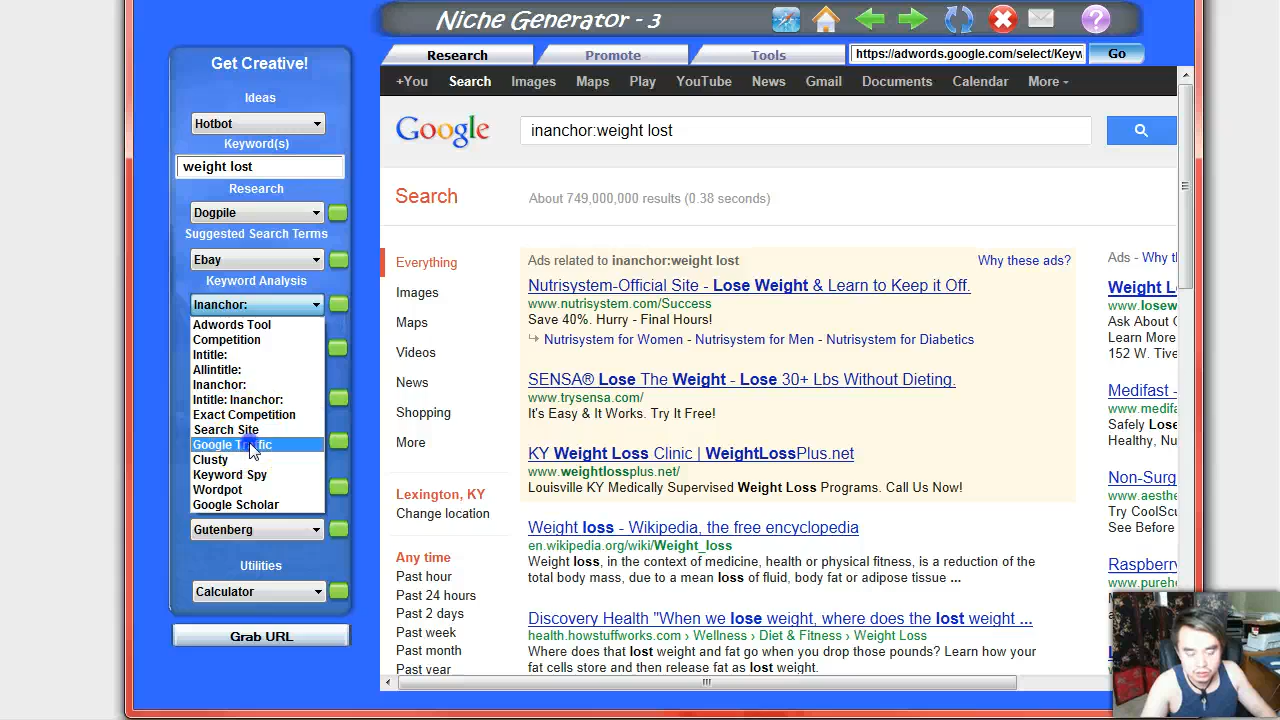 Niche Generator - 3
Research
Promote
Tools
https://adwords.google.com/select/Keyw
Go
Get Creative!
Ideas
Hotbot
Keyword(s)
weight lost
Research
Dogpile
Suggested Search Terms
Ebay
Keyword Analysis
Inanchor:
Adwords Tool
Competition
Intitle:
Allintitle:
Inanchor:
Intitle: Inanchor:
Exact Competition
Search Site
Google Traffic
Clusty
Keyword Spy
Wordpot
Google Scholar
Gutenberg
Utilities
Calculator
Grab URL
+You Search Images Maps Play YouTube News Gmail Documents Calendar More
Google
inanchor:weight lost
Search
About 749,000,000 results (0.38 seconds)
Everything
Images
Maps
Videos
News
Shopping
More
Lexington, KY
Change location
Any time
Past hour
Past 24 hours
Past 2 days
Past week
Past month
Past year
Ads related to inanchor:weight lost
Why these ads?
Nutrisystem-Official Site - Lose Weight & Learn to Keep it Off.
www.nutrisystem.com/Success
Save 40%. Hurry - Final Hours!
Nutrisystem for Women - Nutrisystem for Men - Nutrisystem for Diabetics
SENSA® Lose The Weight - Lose 30+ Lbs Without Dieting.
www.trysensa.com/
It's Easy & It Works. Try It Free!
KY Weight Loss Clinic | WeightLossPlus.net
www.weightlossplus.net/
Louisville KY Medically Supervised Weight Loss Programs. Call Us Now!
Weight loss - Wikipedia, the free encyclopedia
en.wikipedia.org/wiki/Weight_loss
Weight loss, in the context of medicine, health or physical fitness, is a reduction of the
total body mass, due to a mean loss of fluid, body fat or adipose tissue ...
Discovery Health "When we lose weight, where does the lost weight ...
health.howstuffworks.com › Wellness › Diet & Fitness › Weight Loss
Where does that lost weight and fat go when you drop those pounds? Learn how your
fat cells store and then release fat as lost weight.
Ads - Why t
Weight L
www.losew
Ask About O
Learn More
152 W. Tive
Medifast -
www.medifa
Safely Lose
Healthy, Nu
Non-Surg
www.aesthe
Try CoolScu
See Before
Raspberry
www.purehe